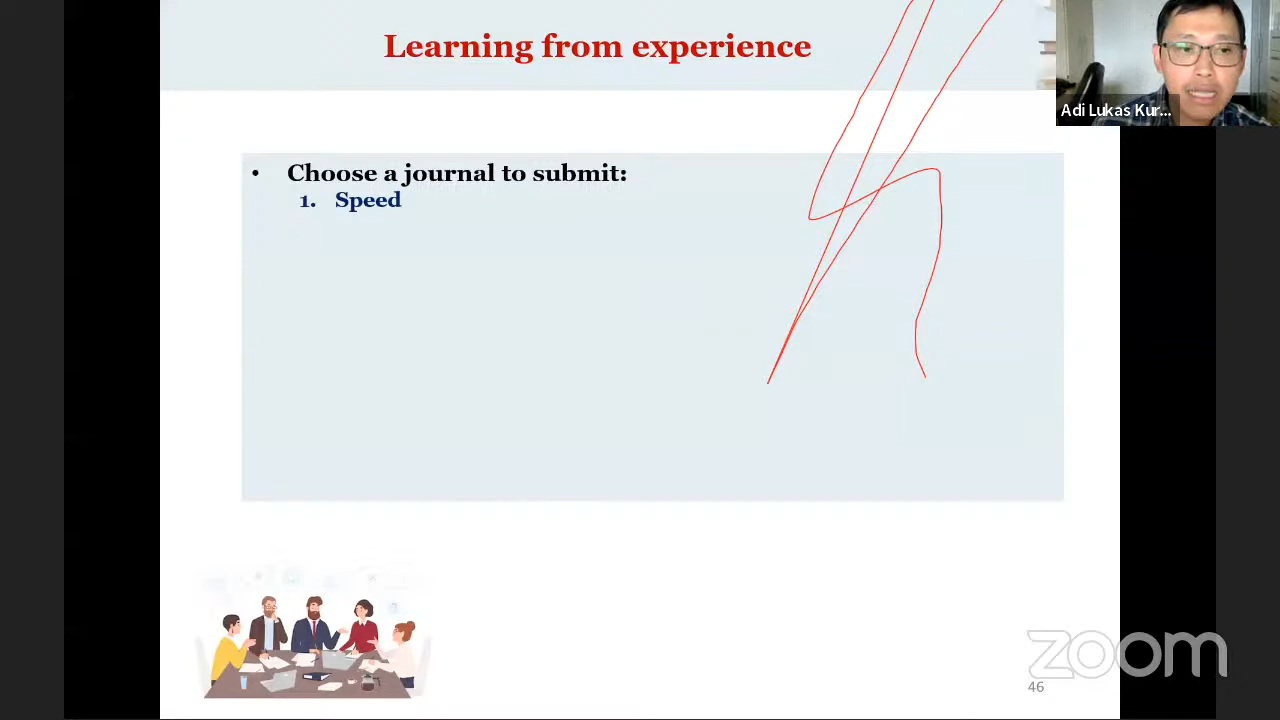 Learning from experience
Adi Lukas Kur...
• Choose a journal to submit:
1. Speed
zoom
46